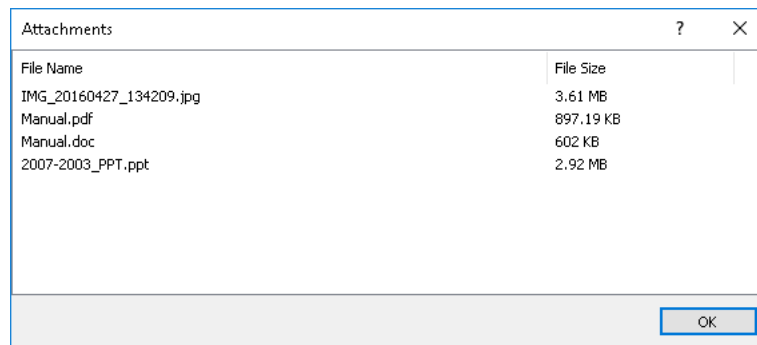 Attachments ? X
File Name File Size
IMG_20160427_134209.jpg 3.61 MB
Manual.pdf 897.19 KB
Manual.doc 602 KB
2007-2003_PPT.ppt 2.92 MB
OK